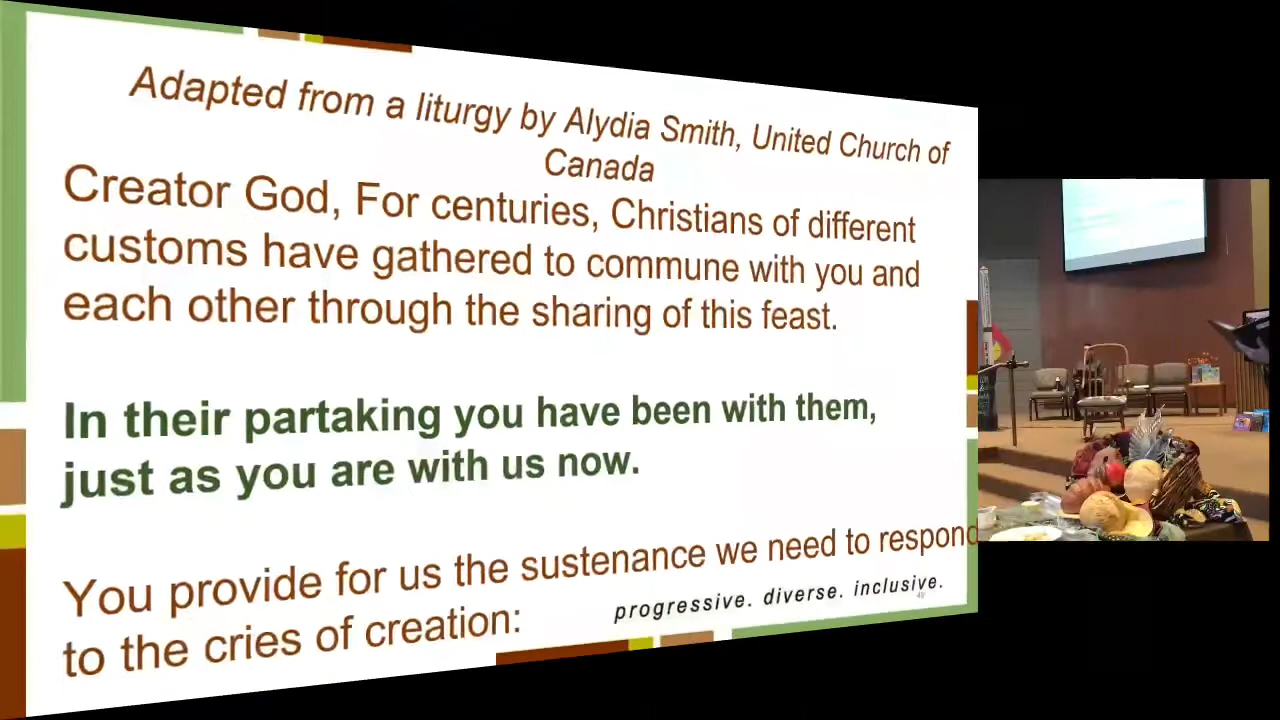 Adapted from a liturgy by Alydia Smith, United Church of
Canada
Creator God, For centuries, Christians of different
customs have gathered to commune with you and
each other through the sharing of this feast.
In their partaking you have been with them,
just as you are with us now.
You provide for us the sustenance we need to respond
to the cries of creation:
progressive. diverse. inclusive.